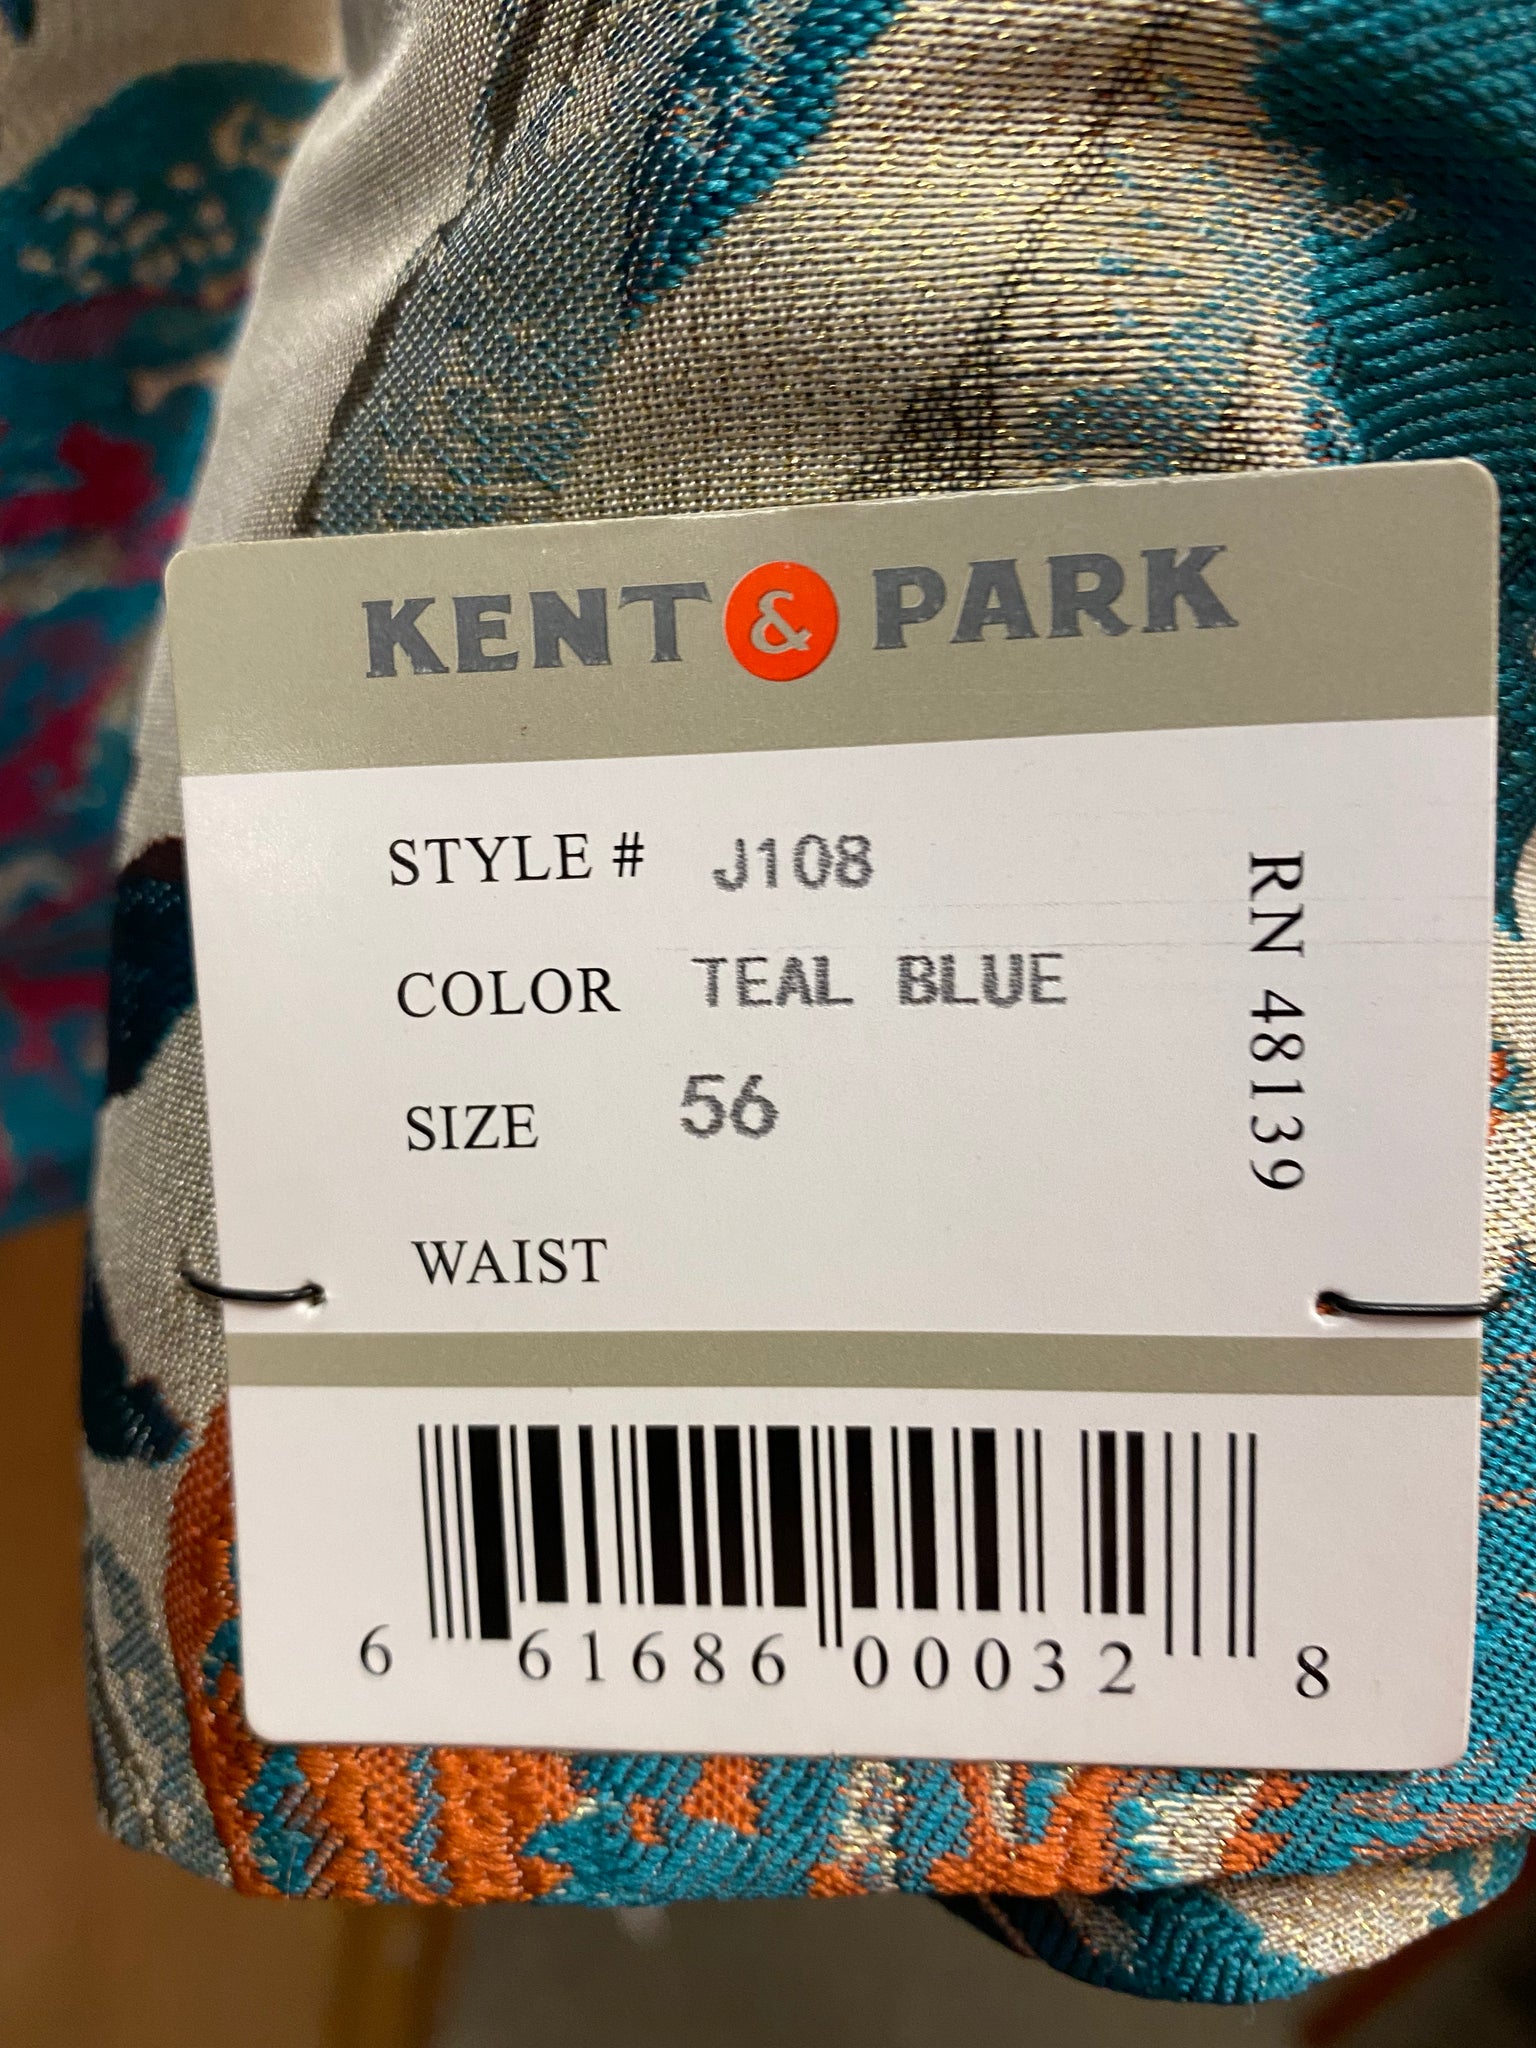 KENT & PARK
STYLE # J108
COLOR TEAL BLUE
SIZE 56
WAIST
RN 48139
6 61686 00032 8